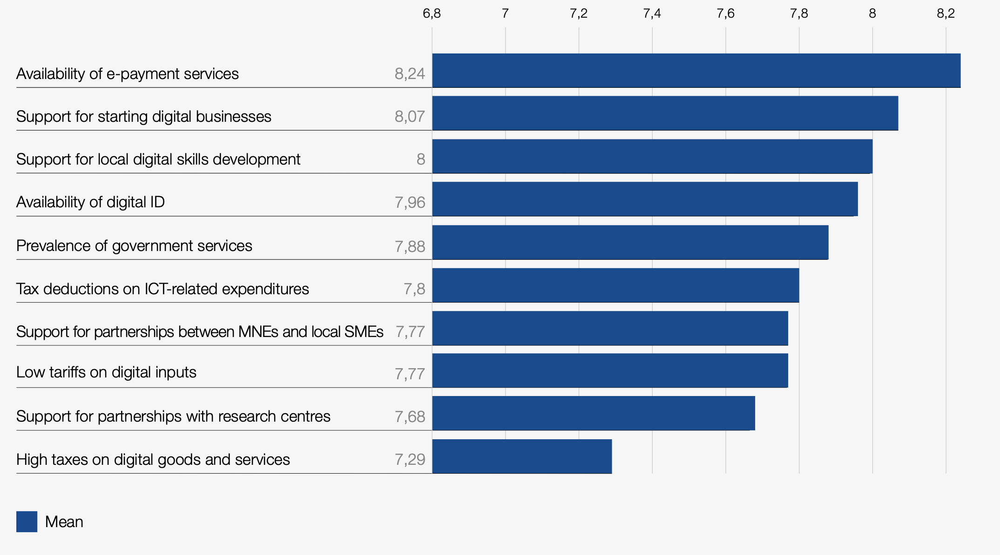 6,8 7 7,2 7,4 7,6 7,8 8 8,2
Availability of e-payment services 8,24
Support for starting digital businesses 8,07
Support for local digital skills development 8
Availability of digital ID 7,96
Prevalence of government services 7,88
Tax deductions on ICT-related expenditures 7,8
Support for partnerships between MNEs and local SMEs 7,77
Low tariffs on digital inputs 7,77
Support for partnerships with research centres 7,68
High taxes on digital goods and services 7,29
Mean